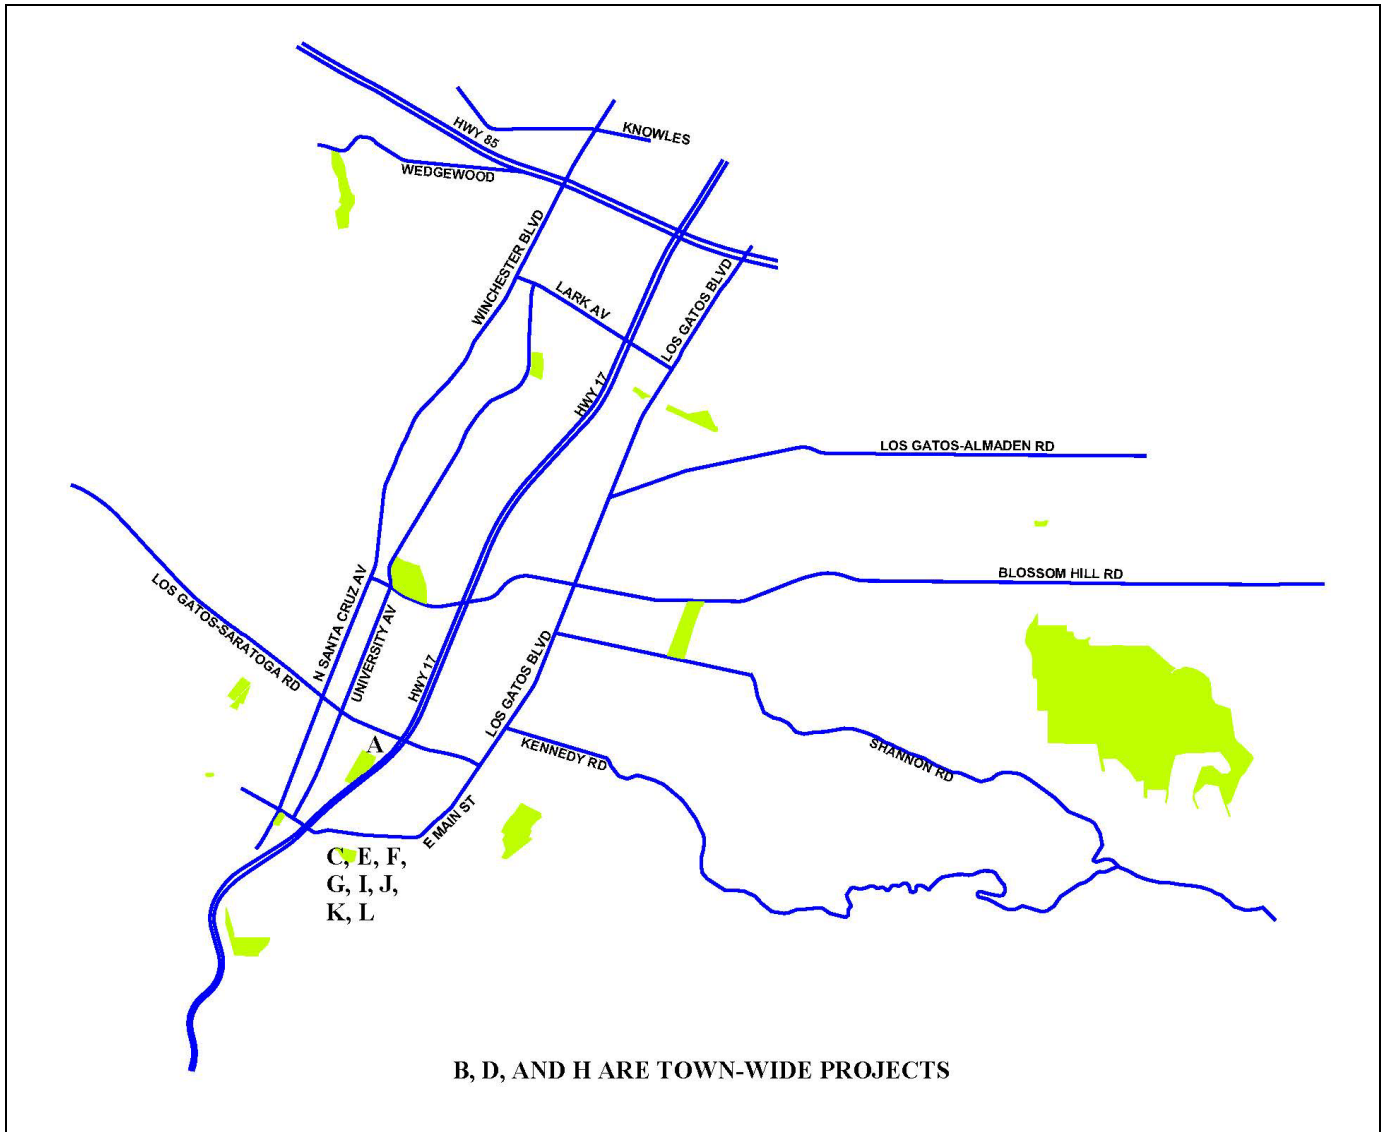 KNOWLES
HWY 85
WEDGEWOOD
WINCHESTER BLVD
LARK AV
LOS GATOS BLVD
HWY 17
LOS GATOS-ALMADEN RD
BLOSSOM HILL RD
LOS GATOS-SARATOGA RD
N SANTA CRUZ AV
UNIVERSITY AV
HWY 17
LOS GATOS BLVD
A
KENNEDY RD
SHANNON RD
E MAIN ST
C, E, F,
G, I, J,
K, L
B, D, AND H ARE TOWN-WIDE PROJECTS